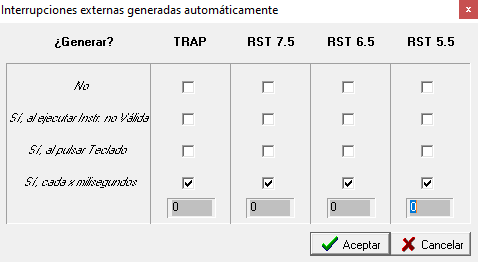 Interrupciones externas generadas automáticamente x
¿Generar? TRAP RST 7.5 RST 6.5 RST 5.5
No
Sí, al ejecutar Instr. no Válida
Sí, al pulsar Teclado
Sí, cada x milisegundos
0 0 0 0
Aceptar Cancelar